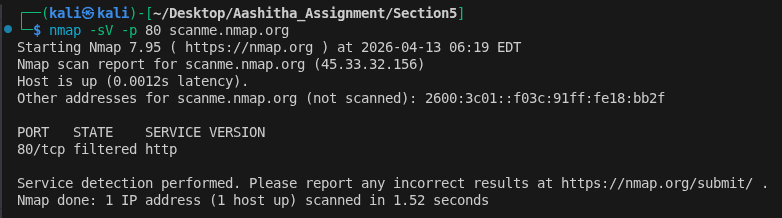 ┌──(kali㉿kali)-[~/Desktop/Aashitha_Assignment/Section5]
└─$ nmap -sV -p 80 scanme.nmap.org
Starting Nmap 7.95 ( https://nmap.org ) at 2026-04-13 06:19 EDT
Nmap scan report for scanme.nmap.org (45.33.32.156)
Host is up (0.0012s latency).
Other addresses for scanme.nmap.org (not scanned): 2600:3c01::f03c:91ff:fe18:bb2f

PORT   STATE    SERVICE VERSION
80/tcp filtered http

Service detection performed. Please report any incorrect results at https://nmap.org/submit/ .
Nmap done: 1 IP address (1 host up) scanned in 1.52 seconds